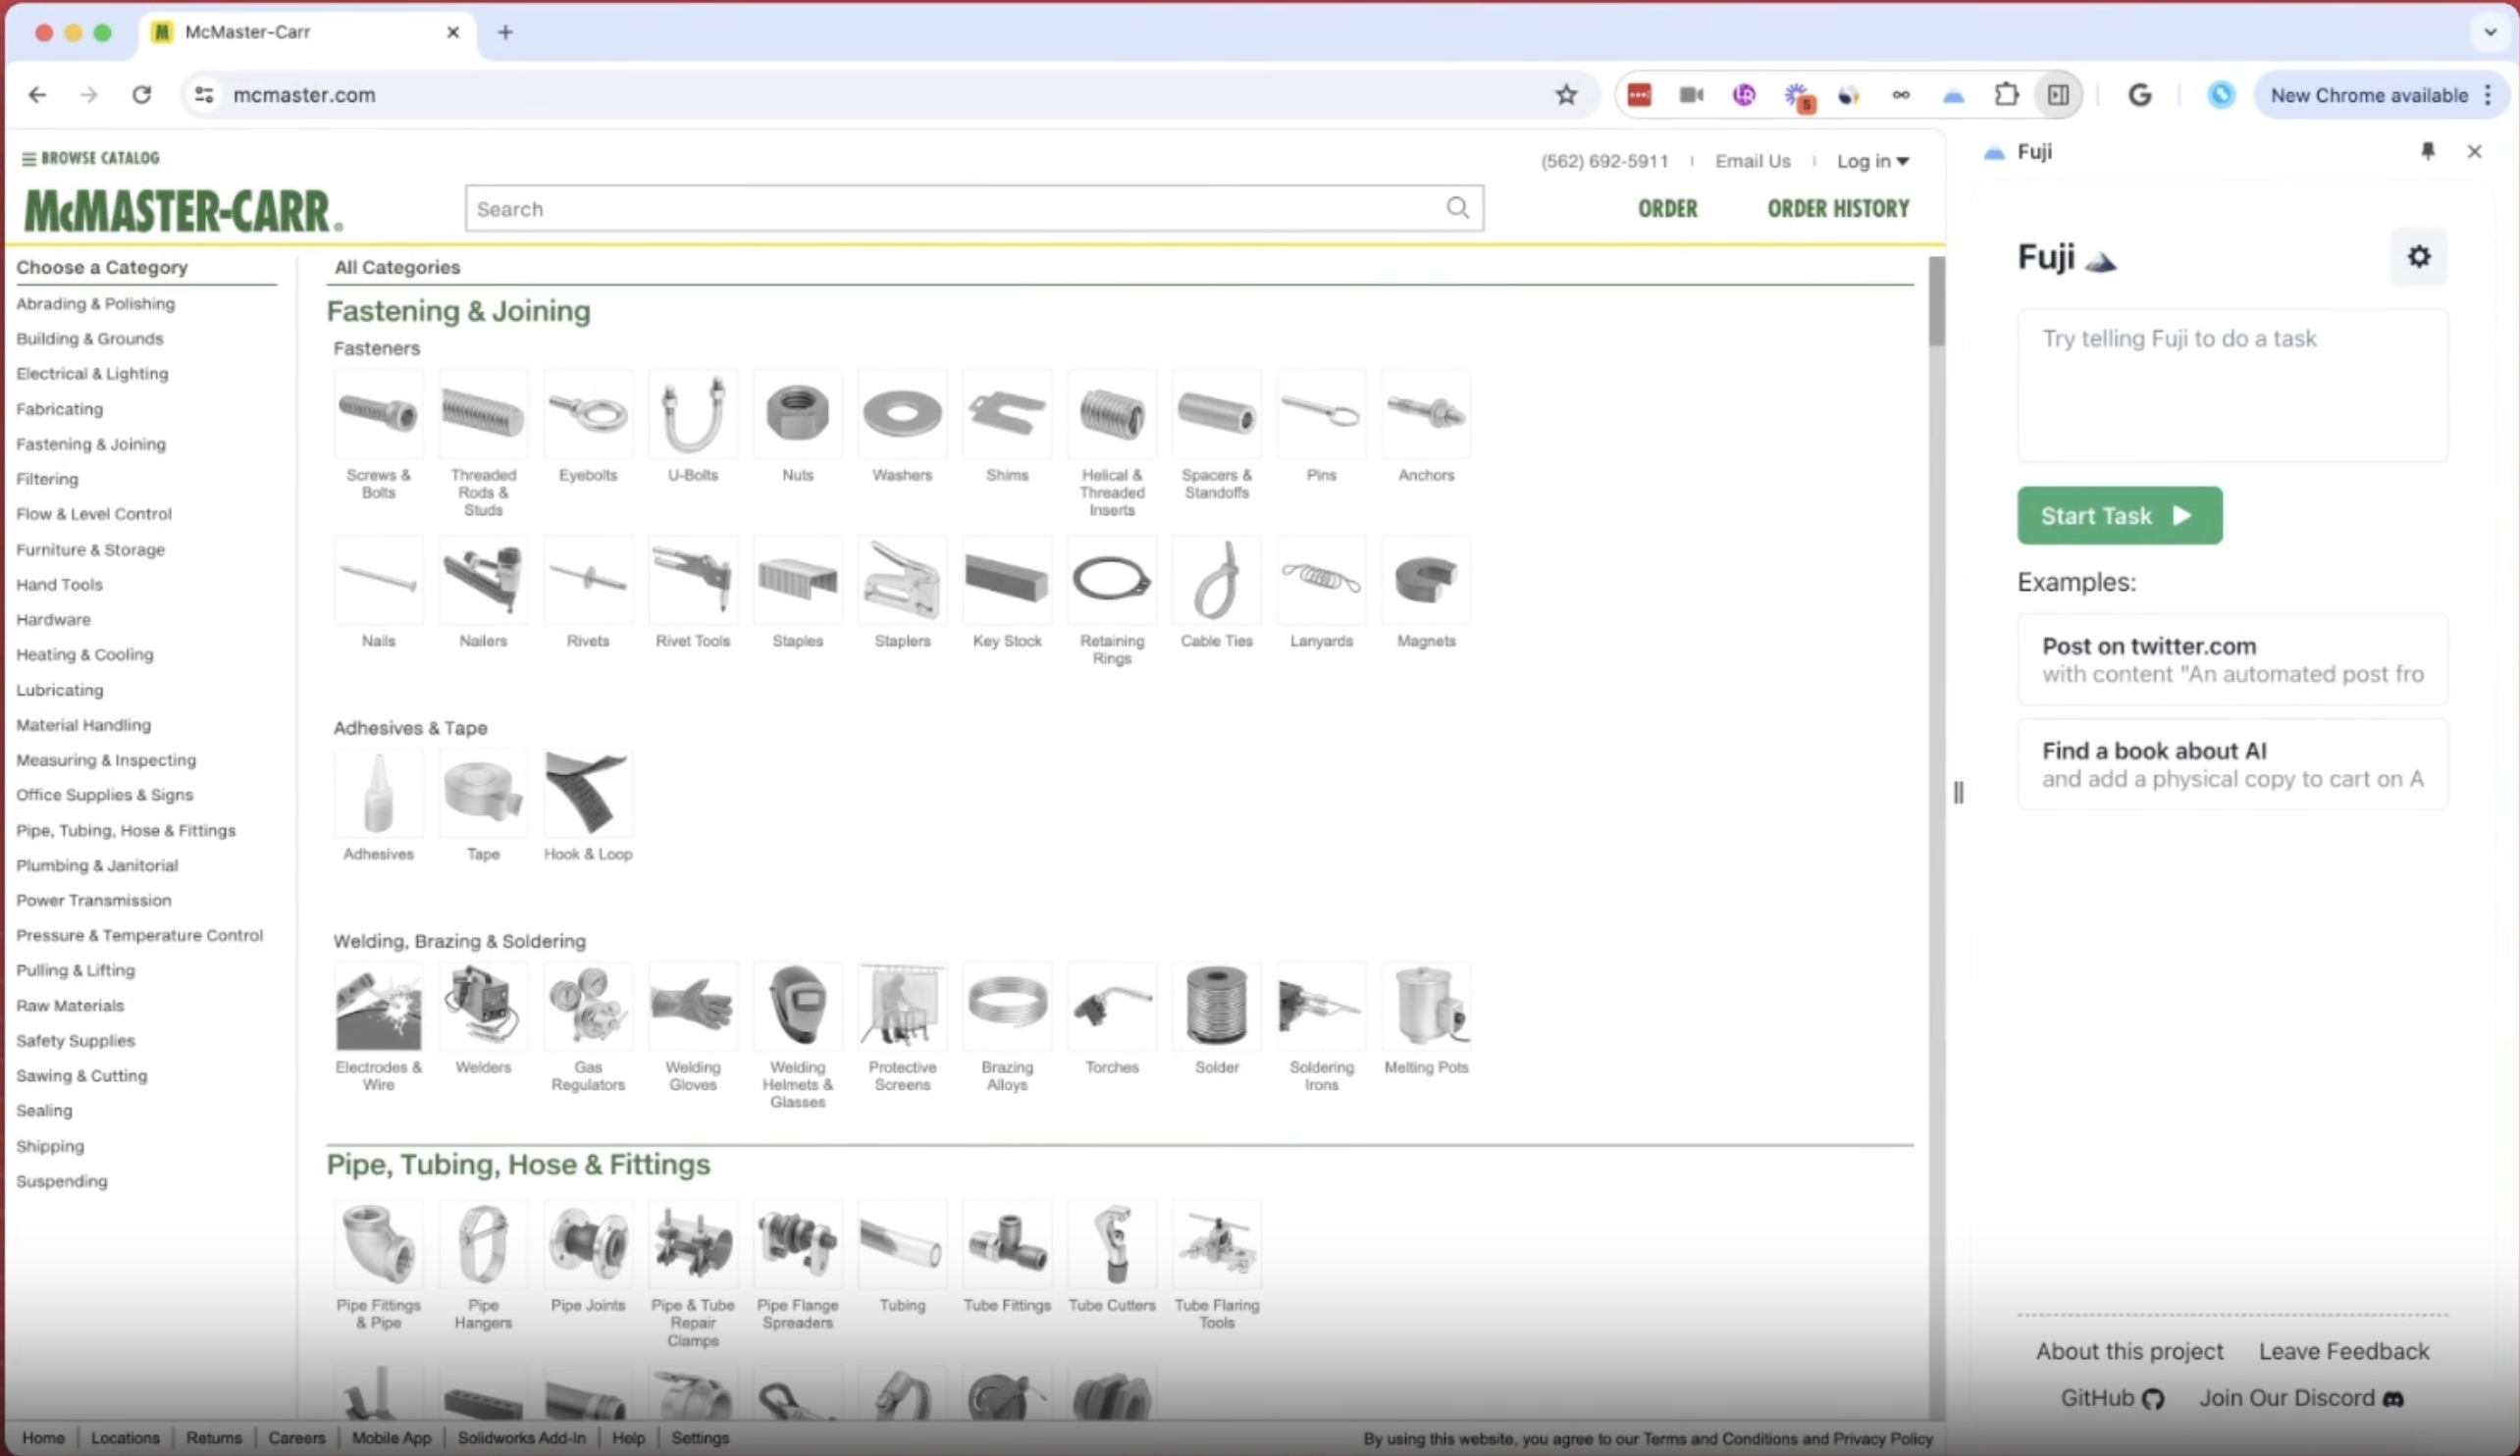 McMaster-Carr
mcmaster.com
5
New Chrome available
BROWSE CATALOG
(562) 692-5911
Email Us
Log in
McMASTER-CARR®
Search
ORDER
ORDER HISTORY
Choose a Category
Abrading & Polishing
Building & Grounds
Electrical & Lighting
Fabricating
Fastening & Joining
Filtering
Flow & Level Control
Furniture & Storage
Hand Tools
Hardware
Heating & Cooling
Lubricating
Material Handling
Measuring & Inspecting
Office Supplies & Signs
Pipe, Tubing, Hose & Fittings
Plumbing & Janitorial
Power Transmission
Pressure & Temperature Control
Pulling & Lifting
Raw Materials
Safety Supplies
Sawing & Cutting
Sealing
Shipping
Suspending
All Categories
Fastening & Joining
Fasteners
Screws &
Bolts
Threaded
Rods &
Studs
Eyebolts
U-Bolts
Nuts
Washers
Shims
Helical &
Threaded
Inserts
Spacers &
Standoffs
Pins
Anchors
Nails
Nailers
Rivets
Rivet Tools
Staples
Staplers
Key Stock
Retaining
Rings
Cable Ties
Lanyards
Magnets
Adhesives & Tape
Adhesives
Tape
Hook & Loop
Welding, Brazing & Soldering
Electrodes &
Wire
Welders
Gas
Regulators
Welding
Gloves
Welding
Helmets &
Glasses
Protective
Screens
Brazing
Alloys
Torches
Solder
Soldering
Irons
Melting Pots
Pipe, Tubing, Hose & Fittings
Pipe Fittings
& Pipe
Pipe
Hangers
Pipe Joints
Pipe & Tube
Repair
Clamps
Pipe Flange
Spreaders
Tubing
Tube Fittings
Tube Cutters
Tube Flaring
Tools
Home
Locations
Returns
Careers
Mobile App
Solidworks Add-In
Help
Settings
By using this website, you agree to our Terms and Conditions and Privacy Policy
Fuji
Fuji
Try telling Fuji to do a task
Start Task
Examples:
Post on twitter.com
with content "An automated post fro
Find a book about AI
and add a physical copy to cart on A
About this project
Leave Feedback
GitHub
Join Our Discord